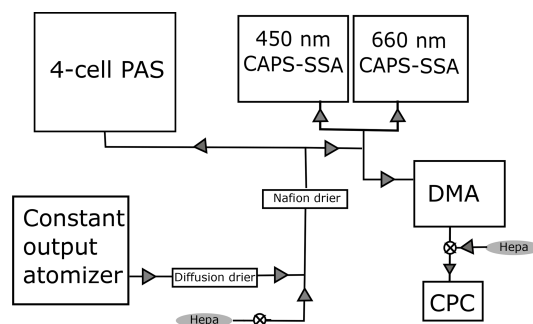 4-cell PAS
450 nm
CAPS-SSA
660 nm
CAPS-SSA
Nafion drier
DMA
Constant
output
atomizer
Diffusion drier
Hepa
Hepa
CPC